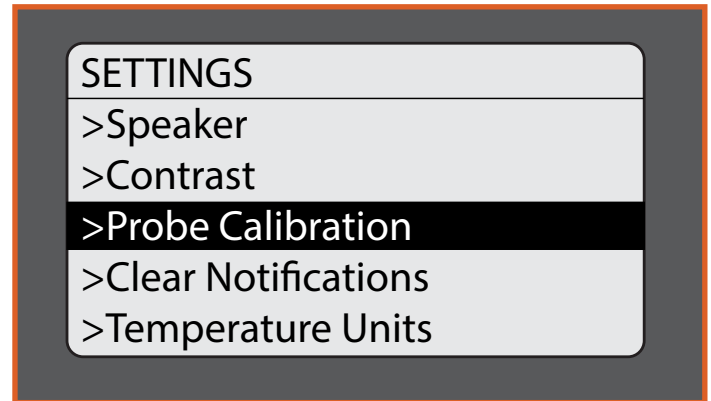 SETTINGS
>Speaker
>Contrast
>Probe Calibration
>Clear Notifications
>Temperature Units